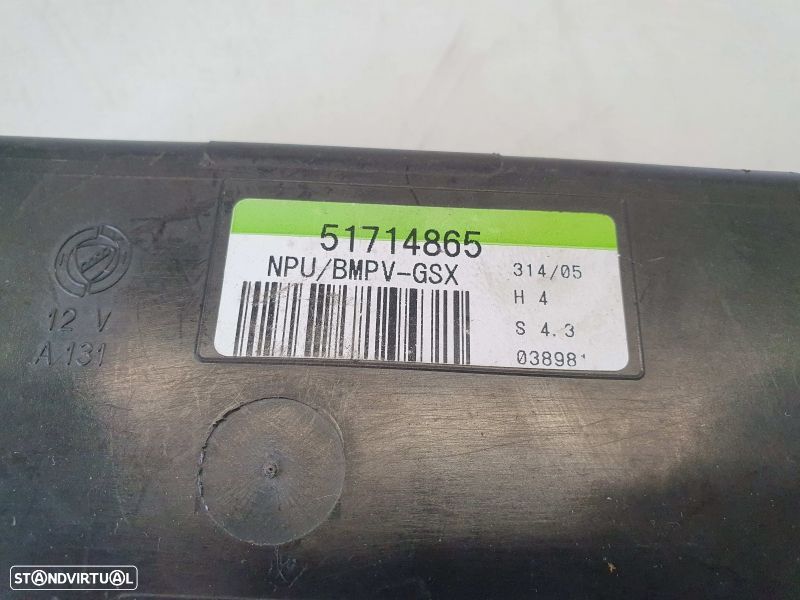 51714865
NPU/BMPV-GSX
314/05
H 4
S 4.3
03898
12 V
A 131
STANDVIRTUAL